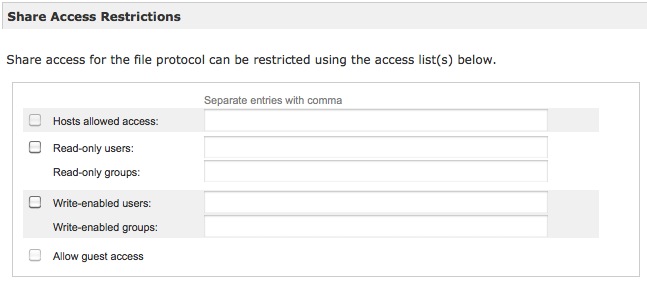 Share Access Restrictions
Share access for the file protocol can be restricted using the access list(s) below.
Separate entries with comma
Hosts allowed access:
Read-only users:
Read-only groups:
Write-enabled users:
Write-enabled groups:
Allow guest access